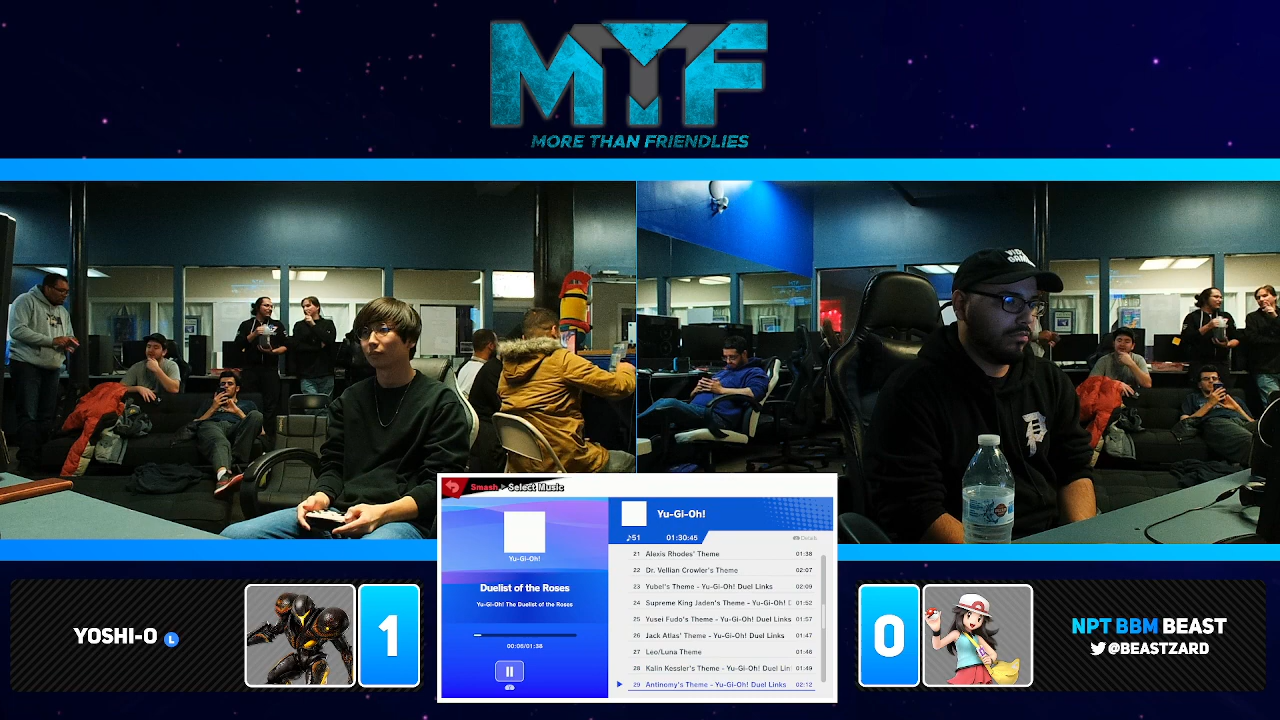 MTF
MORE THAN FRIENDLIES
Smash
Select Music
Yu-Gi-Oh!
Duelist of the Roses
Yu-Gi-Oh! The Duelist of the Roses
00:06/01:38
Yu-Gi-Oh!
♪51 01:30:45 Details
21 Alexis Rhodes' Theme 01:38
22 Dr. Vellian Crowler's Theme 02:07
23 Yubel's Theme - Yu-Gi-Oh! Duel Links 02:09
24 Supreme King Jaden's Theme - Yu-Gi-Oh! 01:52
25 Yusei Fudo's Theme - Yu-Gi-Oh! Duel Links 01:57
26 Jack Atlas' Theme - Yu-Gi-Oh! Duel Links 01:47
27 Leo/Luna Theme 01:46
28 Kalin Kessler's Theme - Yu-Gi-Oh! Duel Lin 01:49
29 Antinomy's Theme - Yu-Gi-Oh! Duel Links 02:12
YOSHI-O L
1
0
NPT BBM BEAST
@BEASTZARD